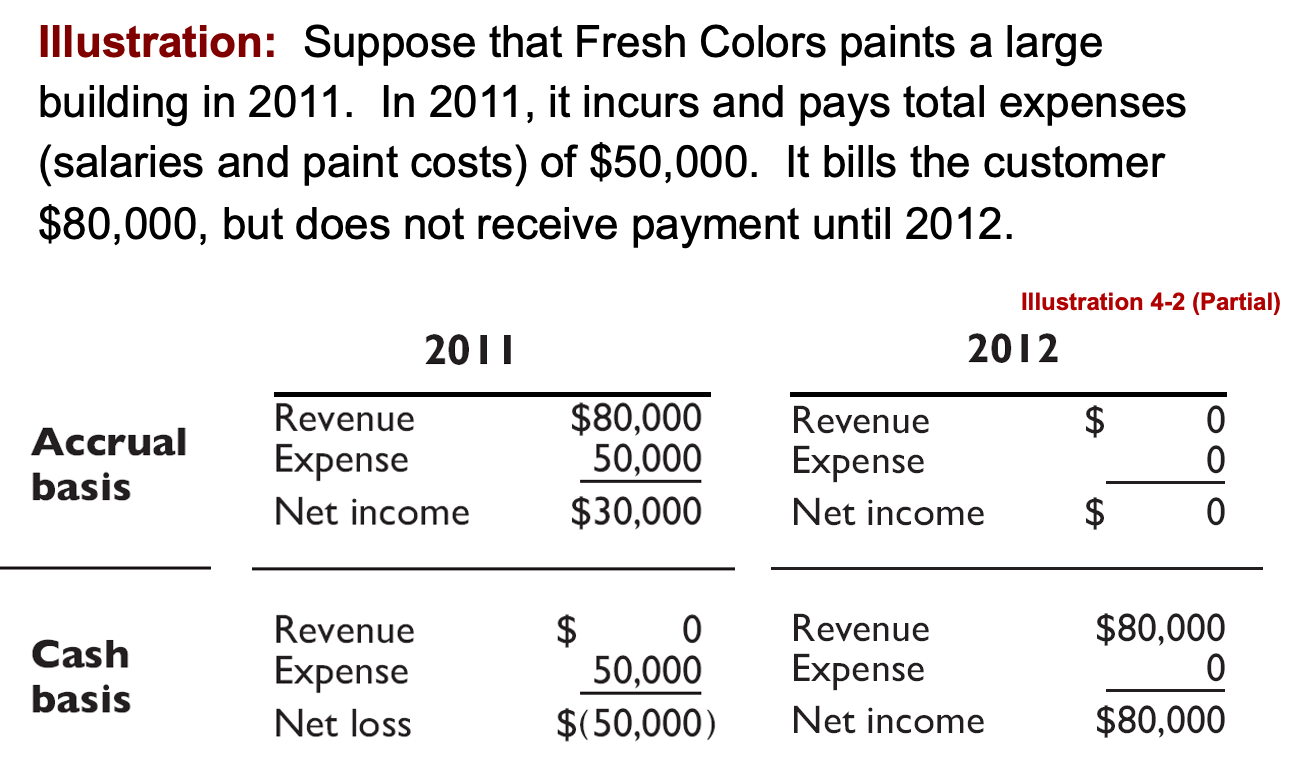 Illustration: Suppose that Fresh Colors paints a large
building in 2011. In 2011, it incurs and pays total expenses
(salaries and paint costs) of $50,000. It bills the customer
$80,000, but does not receive payment until 2012.
Illustration 4-2 (Partial)
2011 2012
Accrual basis
Revenue $80,000 Revenue $ 0
Expense 50,000 Expense 0
Net income $30,000 Net income $ 0
Cash basis
Revenue $ 0 Revenue $80,000
Expense 50,000 Expense 0
Net loss $(50,000) Net income $80,000